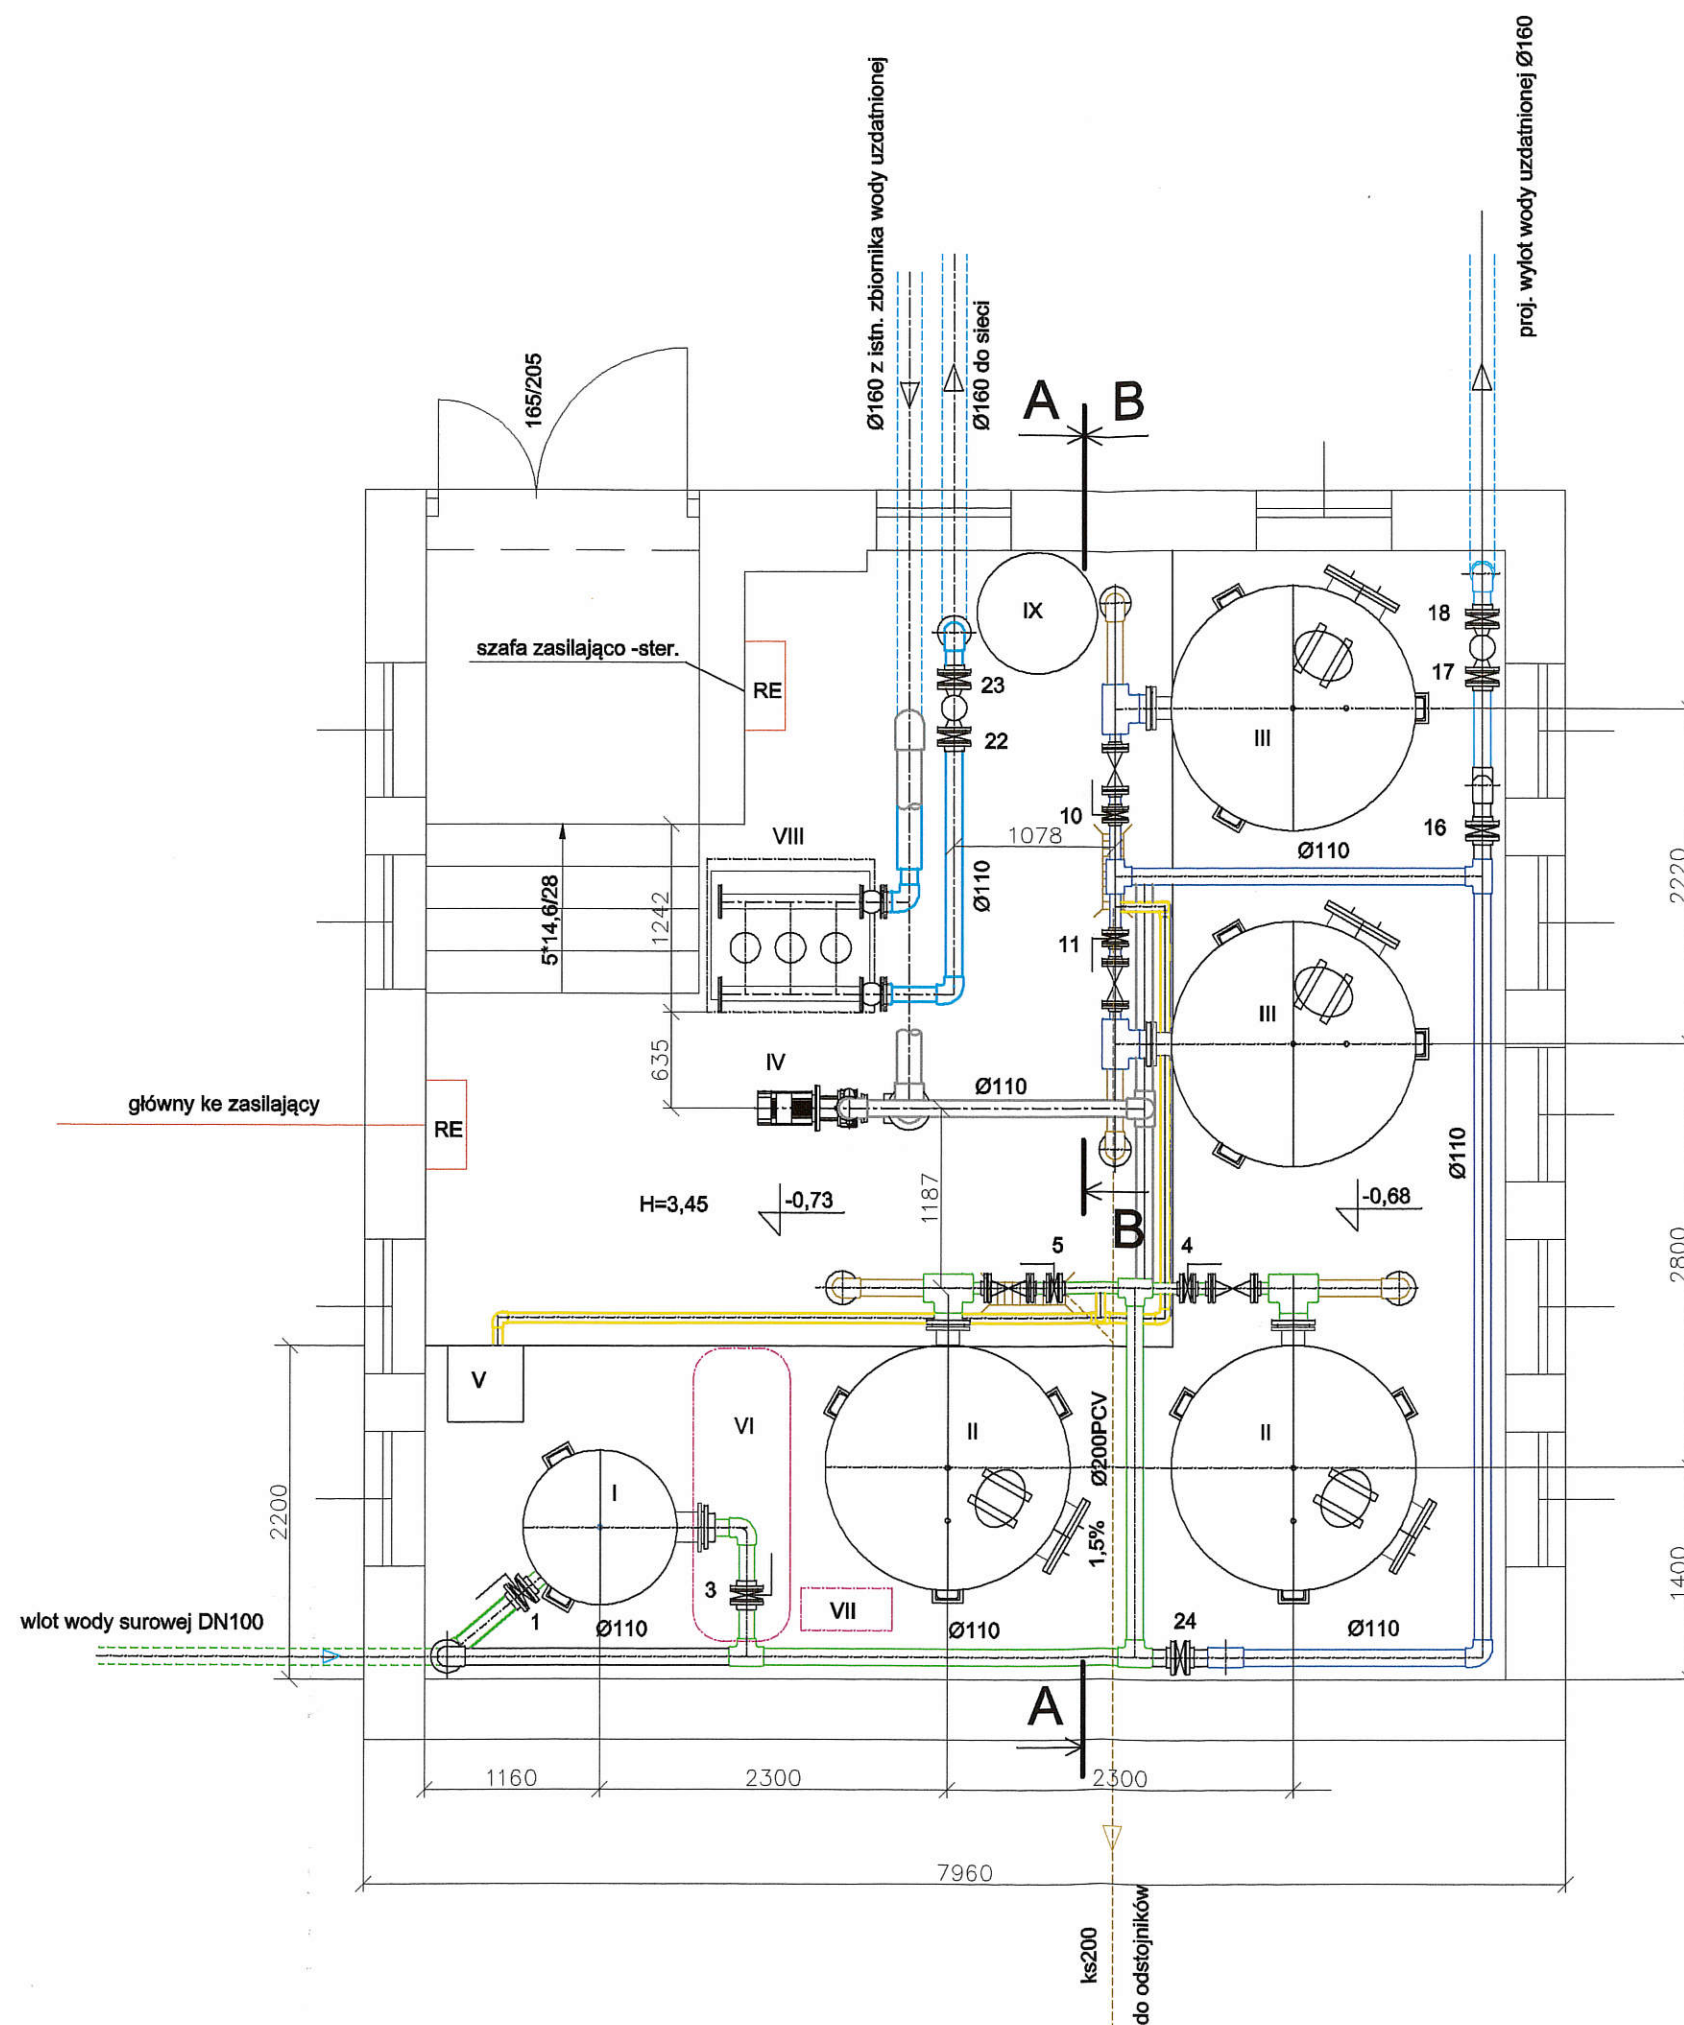 Ø160 z istn. zbiornika wody uzdatnionej
Ø160 do sieci
proj. wylot wody uzdatnionej Ø160
165/205
A
B
szafa zasilająco -ster.
RE
IX
23
22
III
18
17
16
10
1078
Ø110
Ø110
VIII
5*14,6/28
1242
11
III
2220
635
IV
Ø110
główny ke zasilający
RE
H=3,45
-0,73
1187
B
-0,68
Ø110
5
4
2800
V
VI
II
II
Ø200PCV
1,5%
2200
I
3
1
VII
wlot wody surowej DN100
Ø110
Ø110
24
Ø110
1400
A
1160
2300
2300
7960
ks200
do odstojników